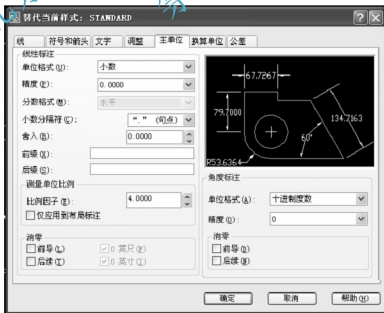 替代当前样式: STANDARD
线 符号和箭头 文字 调整 主单位 换算单位 公差
线性标注
单位格式(U): 小数
精度(P): 0.0000
分数格式(M): 水平
小数分隔符(C): “.”(句点)
舍入(R): 0.0000
前缀(X):
后缀(S):
测量单位比例
比例因子(E): 4.0000
仅应用到布局标注
消零
前导(L) 0 英尺(F)
后续(T) 0 英寸(I)
67.7267
79.7000
134.7163
60°
R53.6364
角度标注
单位格式(A): 十进制度数
精度(O): 0
消零
前导(D)
后续(N)
确定 取消 帮助(H)